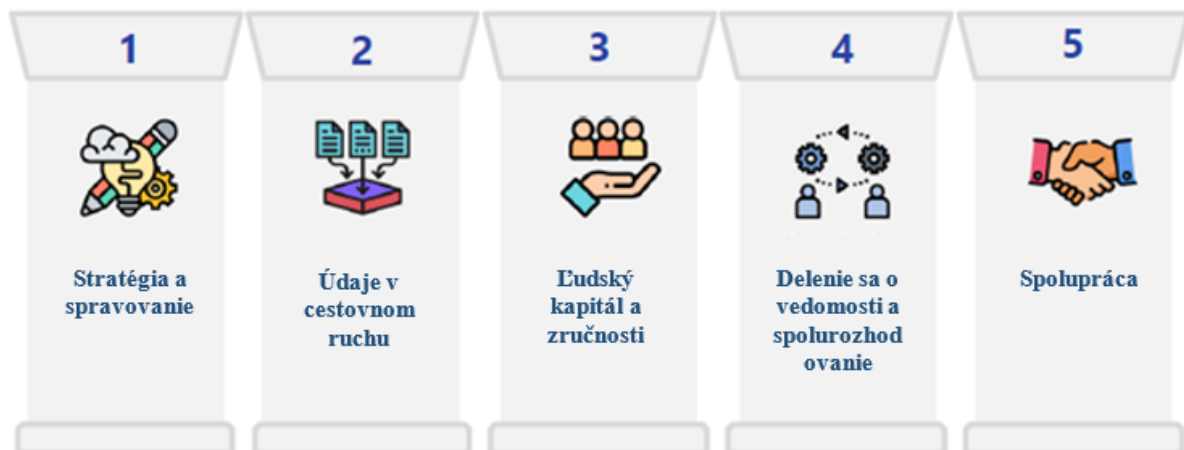 1
Stratégia a
spravovanie
2
Údaje v
cestovnom
ruchu
3
Ľudský
kapitál a
zručnosti
4
Delenie sa o
vedomosti a
spolurozhod
ovanie
5
Spolupráca